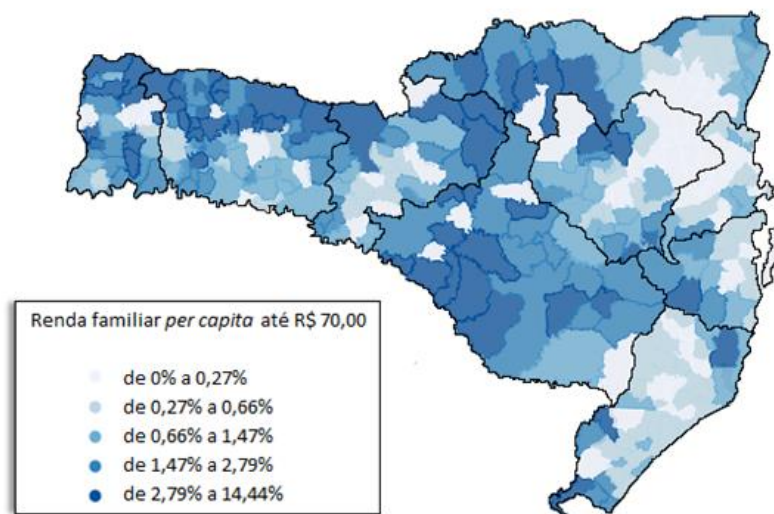 Renda familiar per capita até R$ 70,00
de 0% a 0,27%
de 0,27% a 0,66%
de 0,66% a 1,47%
de 1,47% a 2,79%
de 2,79% a 14,44%